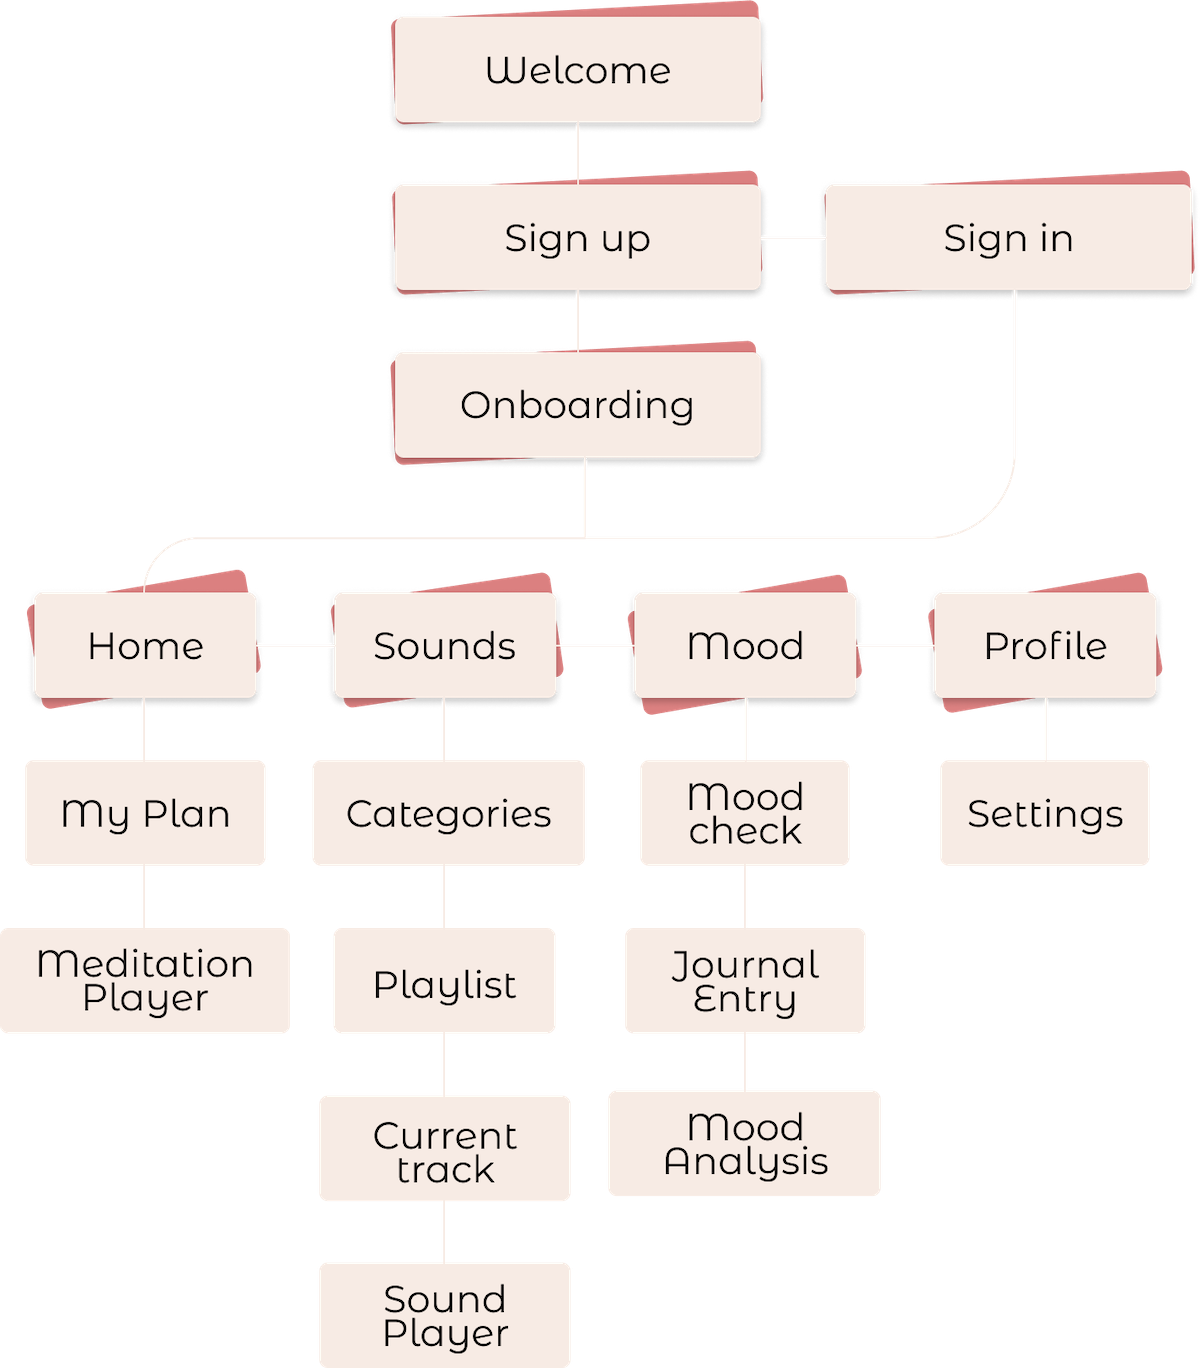 Welcome
Sign up
Sign in
Onboarding
Home
Sounds
Mood
Profile
My Plan
Categories
Mood
check
Settings
Meditation
Player
Playlist
Journal
Entry
Current
track
Mood
Analysis
Sound
Player